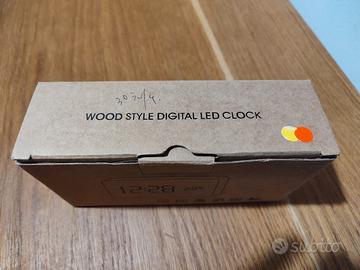 WOOD STYLE DIGITAL LED CLOCK
12:28
subito